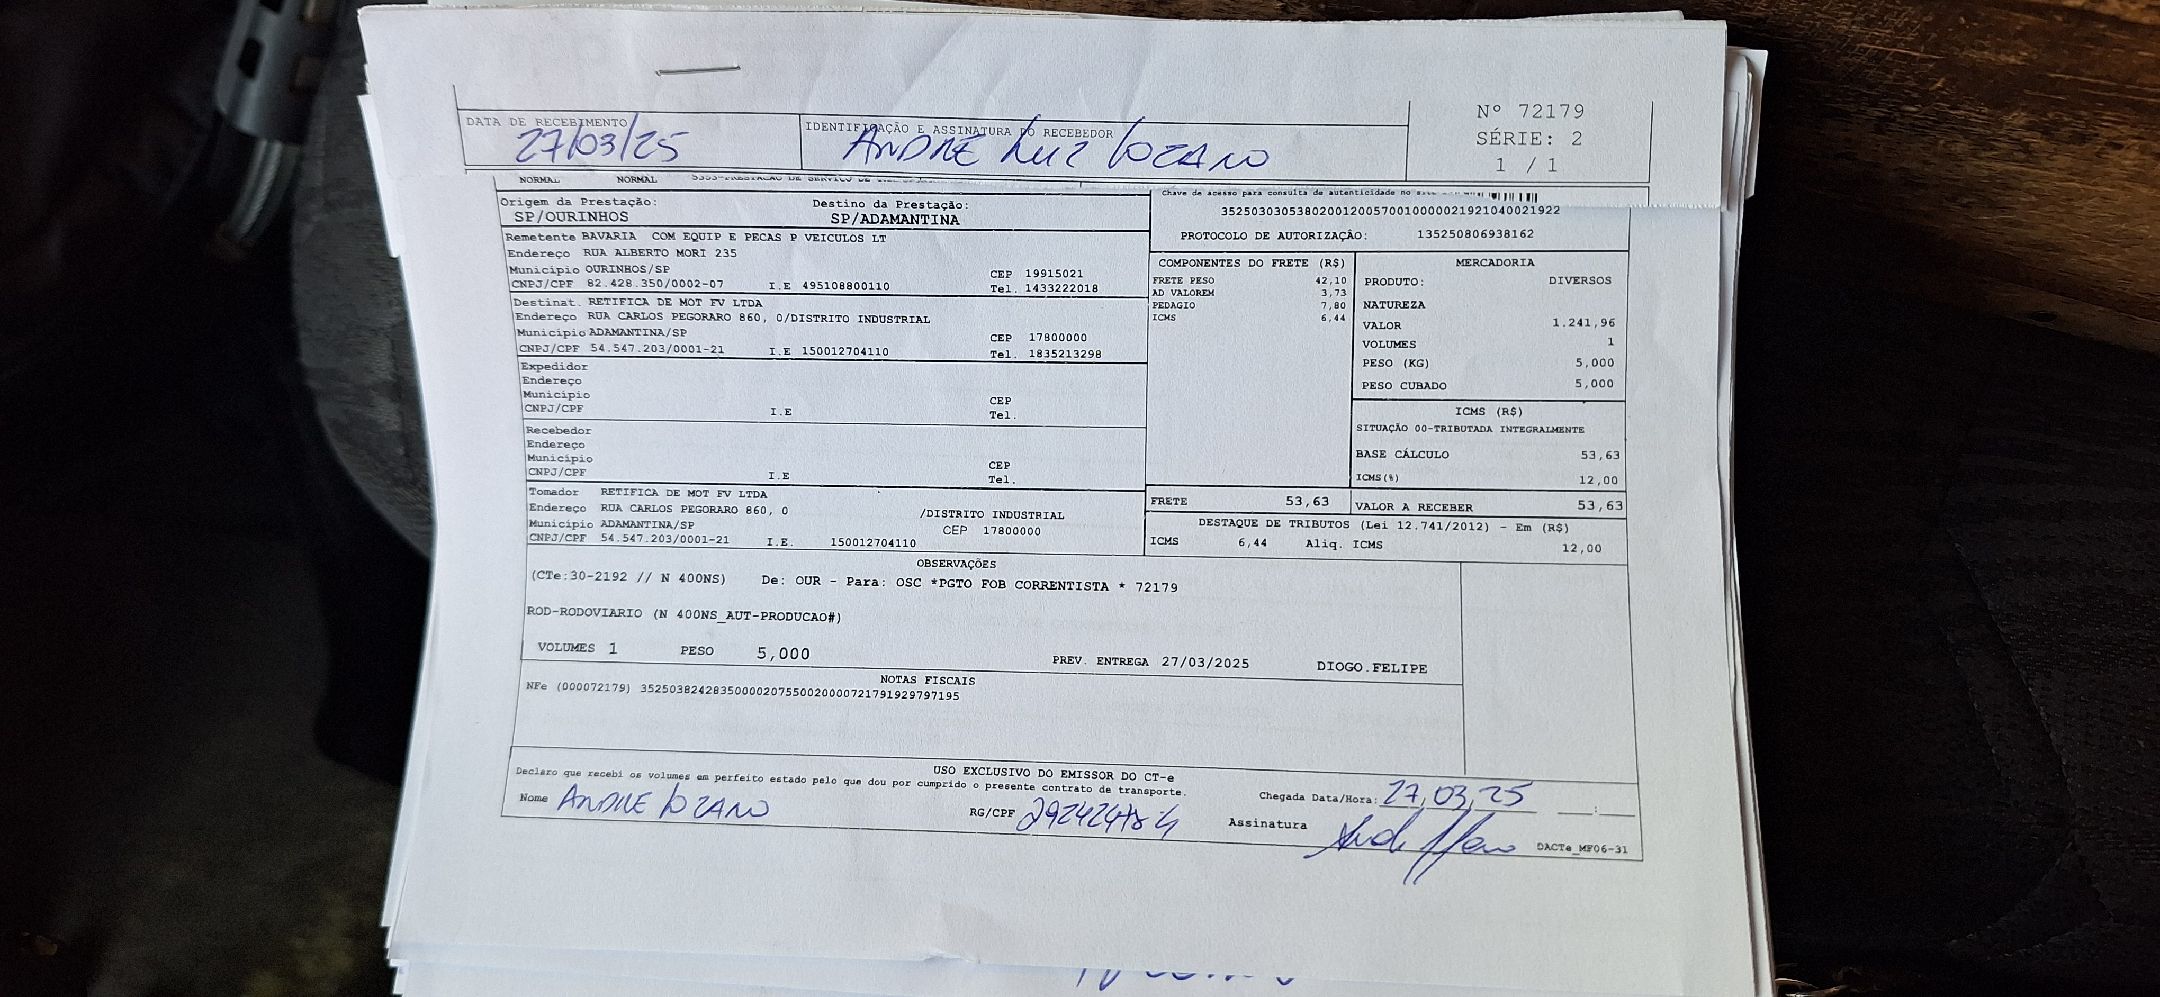 DATA DE RECEBIMENTO
27/03/25
IDENTIFICAÇÃO E ASSINATURA DO RECEBEDOR
ANDRE LUIZ LOZANO
Nº 72179
SÉRIE: 2
1 / 1
NORMAL NORMAL
Chave de acesso para consulta de autenticidade no
Origem da Prestação:
SP/OURINHOS
Destino da Prestação:
SP/ADAMANTINA
35250303053802001200570010000021921040021922
PROTOCOLO DE AUTORIZAÇÃO: 135250806938162
Remetente BAVARIA COM EQUIP E PECAS P VEICULOS LT
Endereço RUA ALBERTO MORI 235
Município OURINHOS/SP CEP 19915021
CNPJ/CPF 82.428.350/0002-07 I.E 495108800110 Tel. 1433222018
Destinat. RETIFICA DE MOT FV LTDA
Endereço RUA CARLOS PEGORARO 860, 0/DISTRITO INDUSTRIAL
Município ADAMANTINA/SP CEP 17800000
CNPJ/CPF 54.547.203/0001-21 I.E 150012704110 Tel. 1835213298
Expedidor
Endereço
Município CEP
CNPJ/CPF I.E Tel.
Recebedor
Endereço
Município CEP
CNPJ/CPF I.E Tel.
Tomador RETIFICA DE MOT FV LTDA
Endereço RUA CARLOS PEGORARO 860, 0 /DISTRITO INDUSTRIAL
Município ADAMANTINA/SP CEP 17800000
CNPJ/CPF 54.547.203/0001-21 I.E. 150012704110
COMPONENTES DO FRETE (R$)
FRETE PESO 42,10
AD VALOREM 3,73
PEDAGIO 7,80
ICMS 6,44
MERCADORIA
PRODUTO: DIVERSOS
NATUREZA
VALOR 1.241,96
VOLUMES 1
PESO (KG) 5,000
PESO CUBADO 5,000
ICMS (R$)
SITUAÇÃO 00-TRIBUTADA INTEGRALMENTE
BASE CÁLCULO 53,63
ICMS(%) 12,00
FRETE 53,63 VALOR A RECEBER 53,63
DESTAQUE DE TRIBUTOS (Lei 12.741/2012) - Em (R$)
ICMS 6,44 Aliq. ICMS 12,00
OBSERVAÇÕES
(CTe:30-2192 // N 400NS) De: OUR - Para: OSC *PGTO FOB CORRENTISTA * 72179
ROD-RODOVIARIO (N 400NS_AUT-PRODUCAO#)
VOLUMES 1 PESO 5,000 PREV. ENTREGA 27/03/2025 DIOGO.FELIPE
NOTAS FISCAIS
NFe (000072179) 35250382428350000207550020000721791929797195
USO EXCLUSIVO DO EMISSOR DO CT-e
Declaro que recebi os volumes em perfeito estado pelo que dou por cumprido o presente contrato de transporte.
Chegada Data/Hora: 27,03,25 :
Nome ANDRE LOZANO RG/CPF Assinatura
DACTe_MF06-31